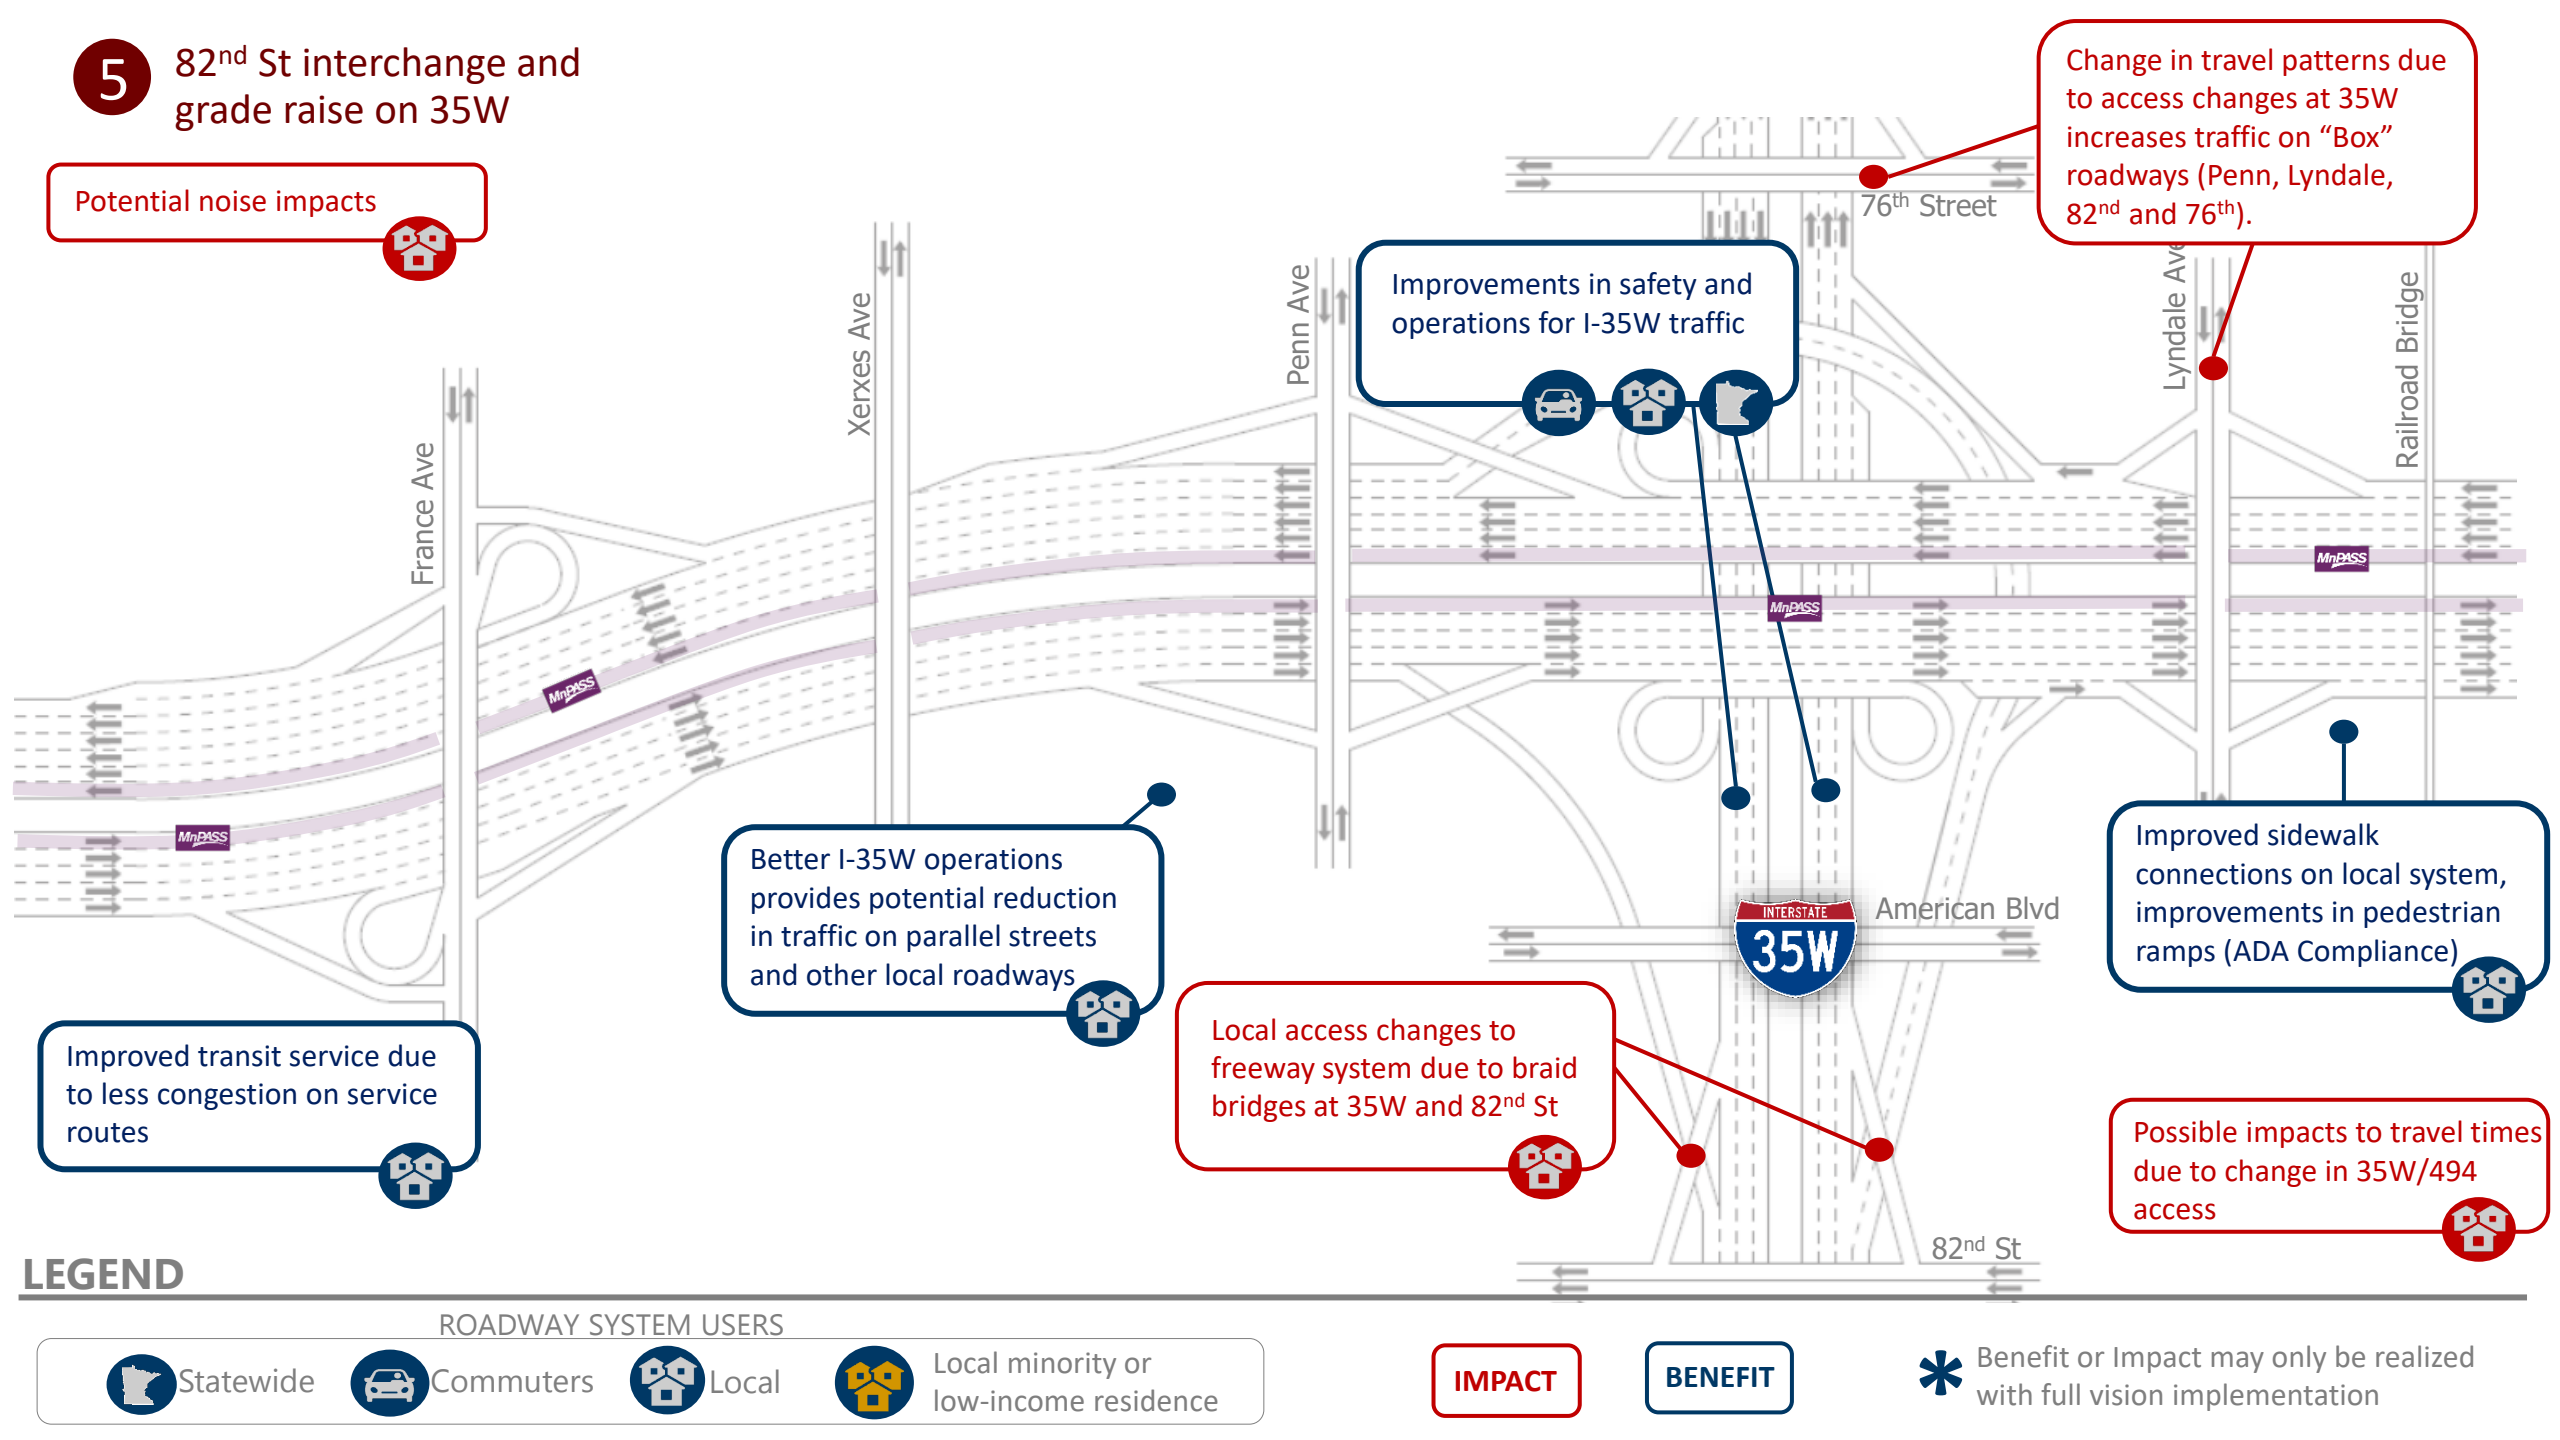 5
82nd St interchange and
grade raise on 35W
Potential noise impacts
Change in travel patterns due
to access changes at 35W
increases traffic on “Box”
roadways (Penn, Lyndale,
82nd and 76th).
76th Street
Improvements in safety and
operations for I-35W traffic
France Ave
Xerxes Ave
Penn Ave
Lyndale Ave
Railroad Bridge
MnPASS
MnPASS
MnPASS
MnPASS
Better I-35W operations
provides potential reduction
in traffic on parallel streets
and other local roadways
INTERSTATE
35W
American Blvd
Improved sidewalk
connections on local system,
improvements in pedestrian
ramps (ADA Compliance)
Improved transit service due
to less congestion on service
routes
Local access changes to
freeway system due to braid
bridges at 35W and 82nd St
Possible impacts to travel times
due to change in 35W/494
access
82nd St
LEGEND
ROADWAY SYSTEM USERS
Statewide
Commuters
Local
Local minority or
low-income residence
IMPACT
BENEFIT
* Benefit or Impact may only be realized
with full vision implementation